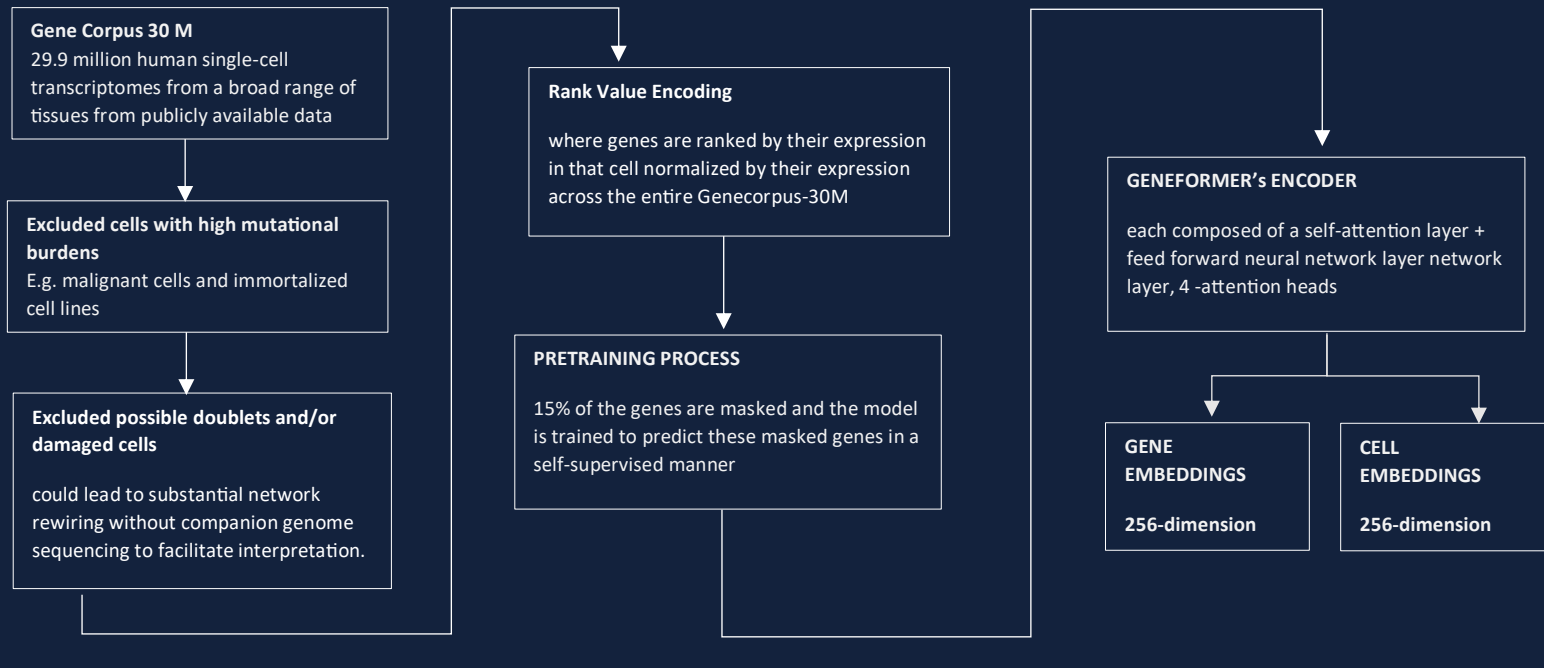 Gene Corpus 30 M
29.9 million human single-cell
transcriptomes from a broad range of
tissues from publicly available data
Excluded cells with high mutational
burdens
E.g. malignant cells and immortalized
cell lines
Excluded possible doublets and/or
damaged cells
could lead to substantial network
rewiring without companion genome
sequencing to facilitate interpretation.
Rank Value Encoding
where genes are ranked by their expression
in that cell normalized by their expression
across the entire Genecorpus-30M
PRETRAINING PROCESS
15% of the genes are masked and the model
is trained to predict these masked genes in a
self-supervised manner
GENEFORMER's ENCODER
each composed of a self-attention layer +
feed forward neural network layer network
layer, 4 -attention heads
GENE
EMBEDDINGS
256-dimension
CELL
EMBEDDINGS
256-dimension